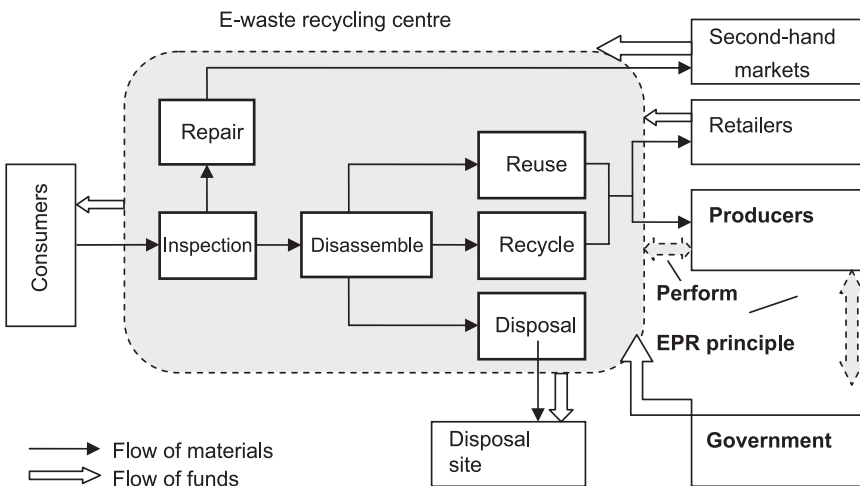 E-waste recycling centre
Second-hand
markets
Repair
Retailers
Reuse
Consumers
Producers
Inspection
Disassemble
Recycle
Perform
Disposal
EPR principle
Flow of materials
Disposal
site
Government
Flow of funds